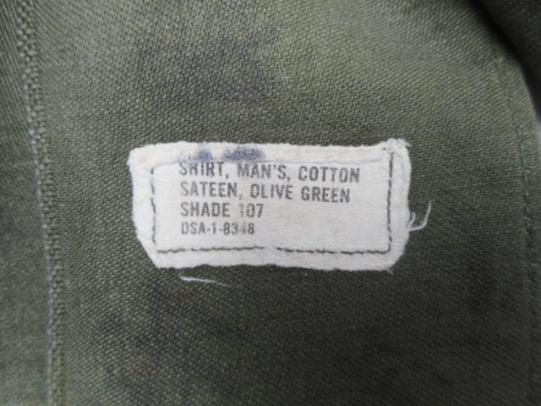 SHIRT, MAN'S, COTTON
SATEEN, OLIVE GREEN
SHADE 107
DSA-1-8348